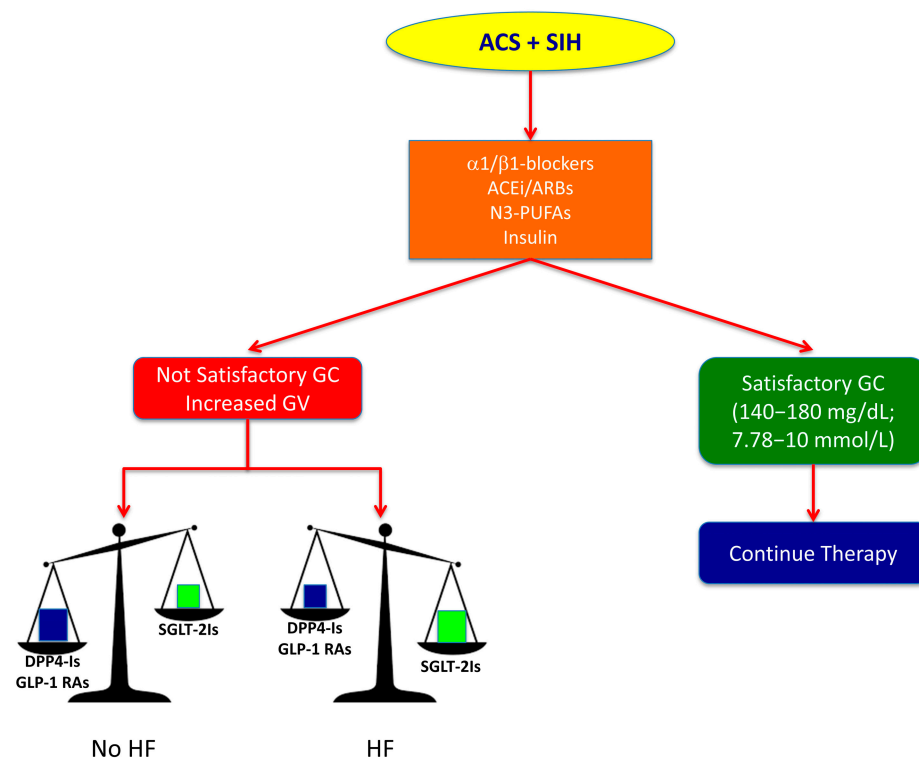 ACS + SIH
α1/β1-blockers
ACEi/ARBs
N3-PUFAs
Insulin
Not Satisfactory GC
Increased GV
Satisfactory GC
(140−180 mg/dL;
7.78−10 mmol/L)
Continue Therapy
DPP4-Is
GLP-1 RAs
SGLT-2Is
DPP4-Is
GLP-1 RAs
SGLT-2Is
No HF
HF